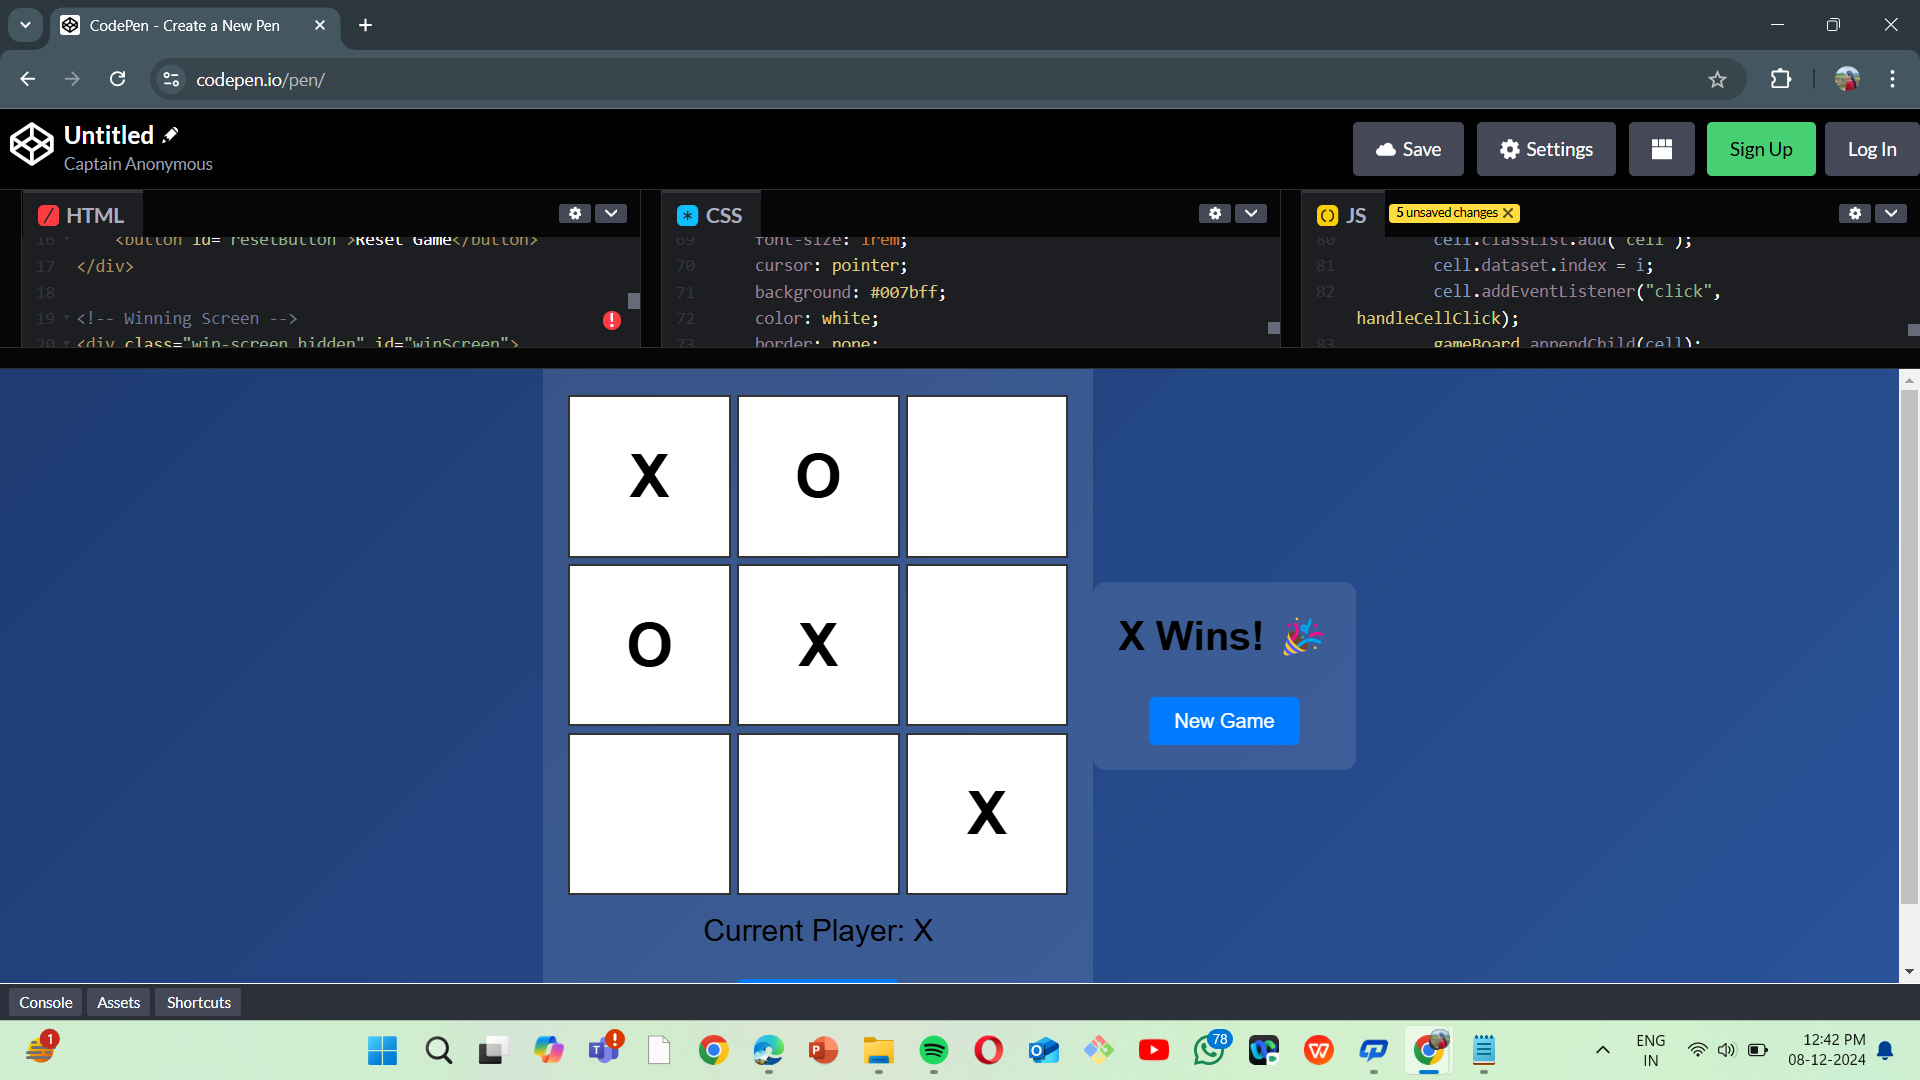 CodePen - Create a New Pen
codepen.io/pen/
Untitled
Captain Anonymous
Save
Settings
Sign Up
Log In
HTML
CSS
JS
5 unsaved changes
16 <button id="resetButton">Reset Game</button>
17 </div>
18
19 <!-- Winning Screen -->
20 <div class="win-screen hidden" id="winScreen">
69 font-size: 1rem;
70 cursor: pointer;
71 background: #007bff;
72 color: white;
73 border: none;
80 cell.classList.add("cell");
81 cell.dataset.index = i;
82 cell.addEventListener("click",
handleCellClick);
83 gameBoard.appendChild(cell);
X O
O X
X
X Wins!
New Game
Current Player: X
Console
Assets
Shortcuts
1
78
ENG
IN
12:42 PM
08-12-2024